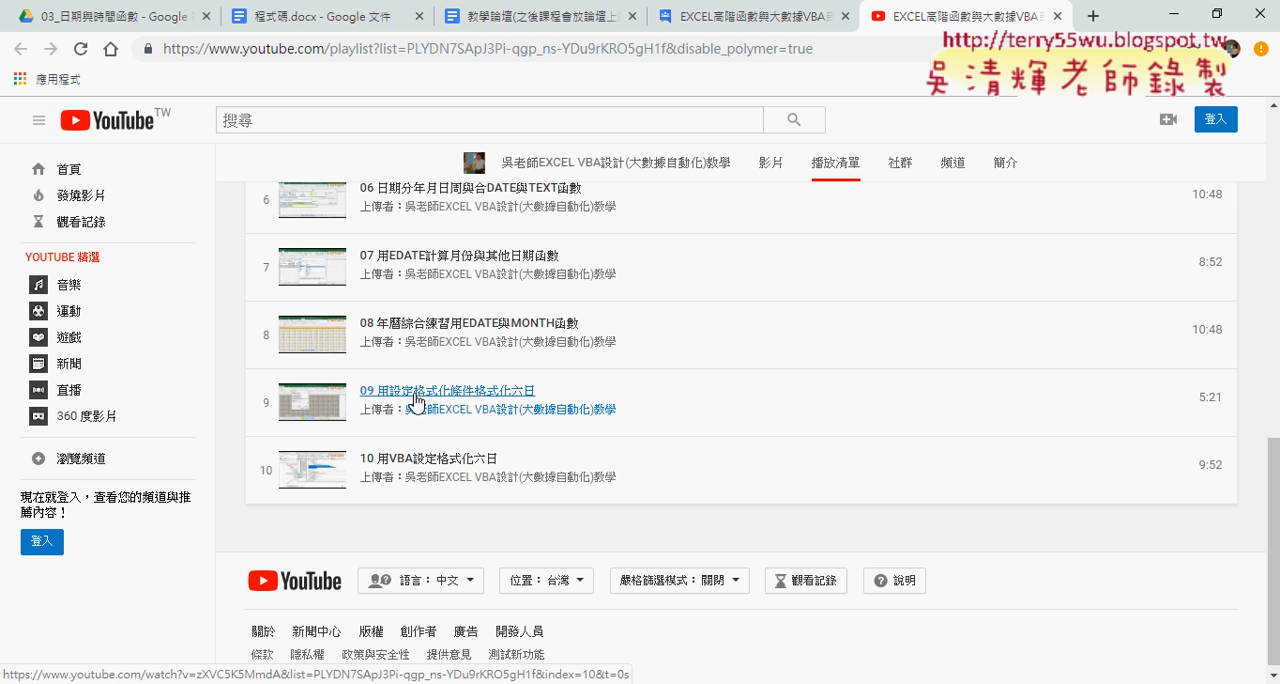 03_日期與時間函數 - Google
程式碼.docx - Google 文件
教學論壇(之後課程會放論壇上
EXCEL高階函數與大數據VBA
EXCEL高階函數與大數據VBA
https://www.youtube.com/playlist?list=PLYDN7SApJ3Pi-qgp_ns-YDu9rKRO5gH1f&disable_polymer=true
http://terry55wu.blogspot.tw
吳清輝老師錄製
應用程式
YouTube TW
搜尋
登入
吳老師EXCEL VBA設計(大數據自動化)教學
影片
播放清單
社群
頻道
簡介
首頁
發燒影片
觀看記錄
YOUTUBE 精選
音樂
運動
遊戲
新聞
直播
360 度影片
瀏覽頻道
現在就登入，查看您的頻道與推
薦內容！
登入
6
06 日期分年月日周與合DATE與TEXT函數
上傳者：吳老師EXCEL VBA設計(大數據自動化)教學
10:48
7
07 用EDATE計算月份與其他日期函數
上傳者：吳老師EXCEL VBA設計(大數據自動化)教學
8:52
8
08 年曆綜合練習用EDATE與MONTH函數
上傳者：吳老師EXCEL VBA設計(大數據自動化)教學
10:48
9
09 用設定格式化條件格式化六日
上傳者：吳老師EXCEL VBA設計(大數據自動化)教學
5:21
10
10 用VBA設定格式化六日
上傳者：吳老師EXCEL VBA設計(大數據自動化)教學
9:52
YouTube
語言：中文
位置：台灣
嚴格篩選模式：關閉
觀看記錄
說明
關於 新聞中心 版權 創作者 廣告 開發人員
條款 隱私權 政策與安全性 提供意見 測試新功能
https://www.youtube.com/watch?v=zXVC5K5MmdA&list=PLYDN7SApJ3Pi-qgp_ns-YDu9rKRO5gH1f&index=10&t=0s